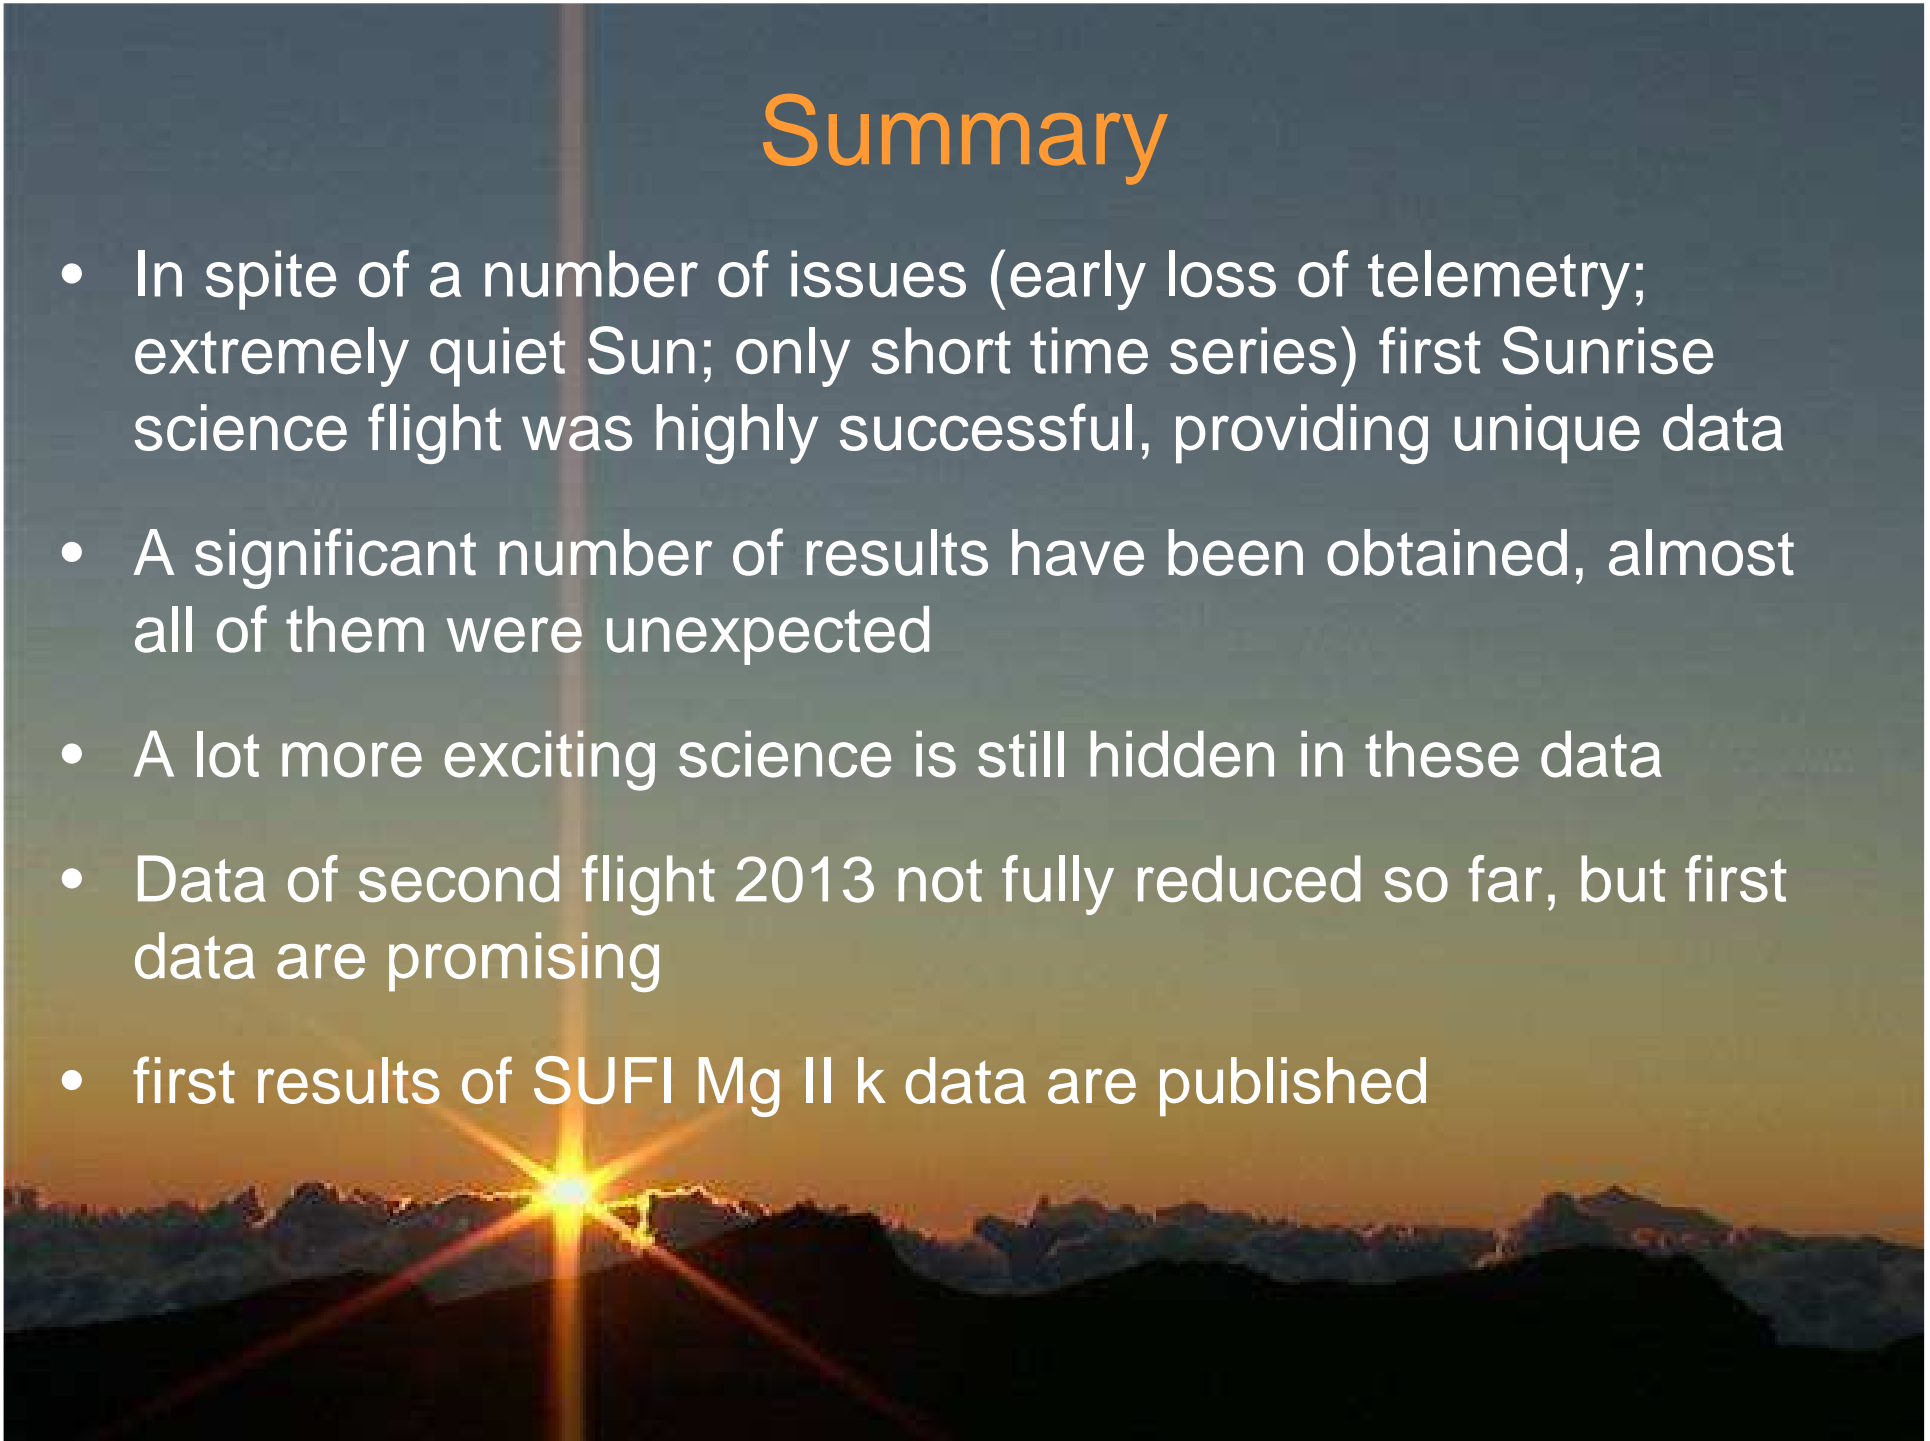 Summary
• In spite of a number of issues (early loss of telemetry;
extremely quiet Sun; only short time series) first Sunrise
science flight was highly successful, providing unique data
• A significant number of results have been obtained, almost
all of them were unexpected
• A lot more exciting science is still hidden in these data
• Data of second flight 2013 not fully reduced so far, but first
data are promising
• first results of SUFI Mg II k data are published